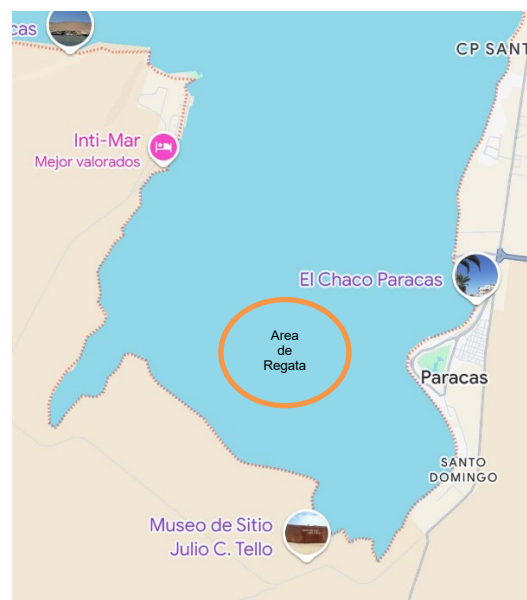 cas
CP SANT
Inti-Mar
Mejor valorados
El Chaco Paracas
Area
de
Regata
Paracas
SANTO
DOMINGO
Museo de Sitio
Julio C. Tello